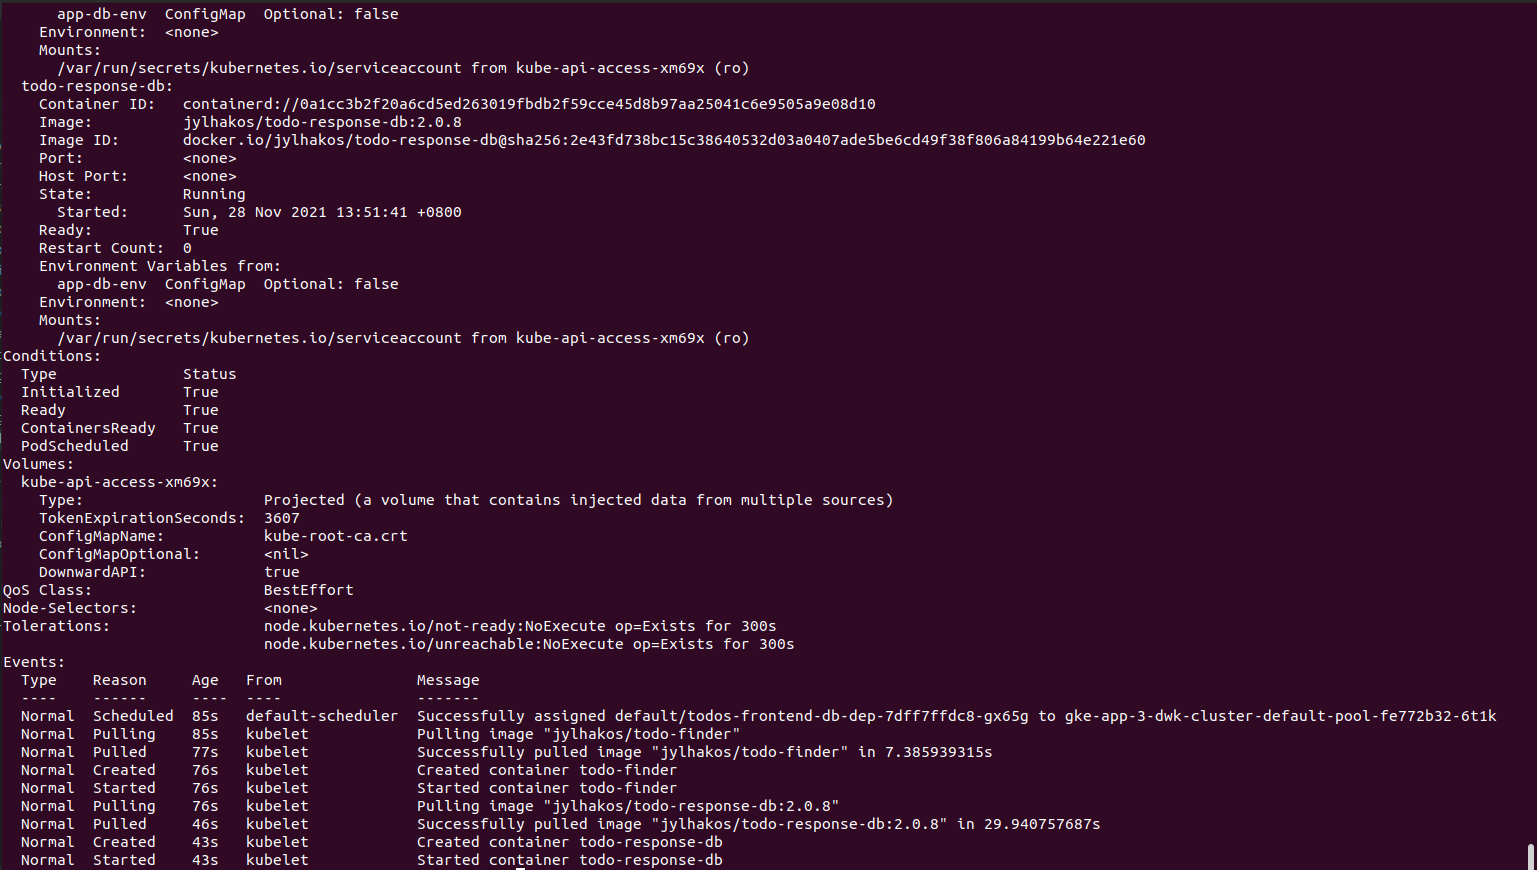 app-db-env  ConfigMap  Optional: false
    Environment:  <none>
    Mounts:
      /var/run/secrets/kubernetes.io/serviceaccount from kube-api-access-xm69x (ro)
  todo-response-db:
    Container ID:   containerd://0a1cc3b2f20a6cd5ed263019fbdb2f59cce45d8b97aa25041c6e9505a9e08d10
    Image:          jylhakos/todo-response-db:2.0.8
    Image ID:       docker.io/jylhakos/todo-response-db@sha256:2e43fd738bc15c38640532d03a0407ade5be6cd49f38f806a84199b64e221e60
    Port:           <none>
    Host Port:      <none>
    State:          Running
      Started:      Sun, 28 Nov 2021 13:51:41 +0800
    Ready:          True
    Restart Count:  0
    Environment Variables from:
      app-db-env  ConfigMap  Optional: false
    Environment:  <none>
    Mounts:
      /var/run/secrets/kubernetes.io/serviceaccount from kube-api-access-xm69x (ro)
Conditions:
  Type              Status
  Initialized       True
  Ready             True
  ContainersReady   True
  PodScheduled      True
Volumes:
  kube-api-access-xm69x:
    Type:                    Projected (a volume that contains injected data from multiple sources)
    TokenExpirationSeconds:  3607
    ConfigMapName:           kube-root-ca.crt
    ConfigMapOptional:       <nil>
    DownwardAPI:             true
QoS Class:                   BestEffort
Node-Selectors:              <none>
Tolerations:                 node.kubernetes.io/not-ready:NoExecute op=Exists for 300s
                             node.kubernetes.io/unreachable:NoExecute op=Exists for 300s
Events:
  Type    Reason     Age   From               Message
  ----    ------     ----  ----               -------
  Normal  Scheduled  85s   default-scheduler  Successfully assigned default/todos-frontend-db-dep-7dff7ffdc8-gx65g to gke-app-3-dwk-cluster-default-pool-fe772b32-6t1k
  Normal  Pulling    85s   kubelet            Pulling image "jylhakos/todo-finder"
  Normal  Pulled     77s   kubelet            Successfully pulled image "jylhakos/todo-finder" in 7.385939315s
  Normal  Created    76s   kubelet            Created container todo-finder
  Normal  Started    76s   kubelet            Started container todo-finder
  Normal  Pulling    76s   kubelet            Pulling image "jylhakos/todo-response-db:2.0.8"
  Normal  Pulled     46s   kubelet            Successfully pulled image "jylhakos/todo-response-db:2.0.8" in 29.940757687s
  Normal  Created    43s   kubelet            Created container todo-response-db
  Normal  Started    43s   kubelet            Started container todo-response-db